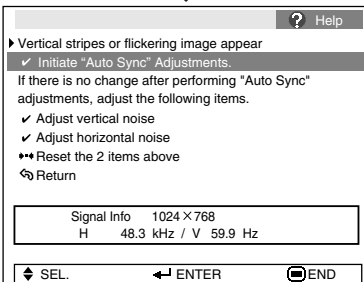 ? Help
Vertical stripes or flickering image appear
✔ Initiate “Auto Sync” Adjustments.
If there is no change after performing "Auto Sync"
adjustments, adjust the following items.
✔ Adjust vertical noise
✔ Adjust horizontal noise
Reset the 2 items above
Return
Signal Info 1024×768
H 48.3 kHz / V 59.9 Hz
SEL. ENTER END